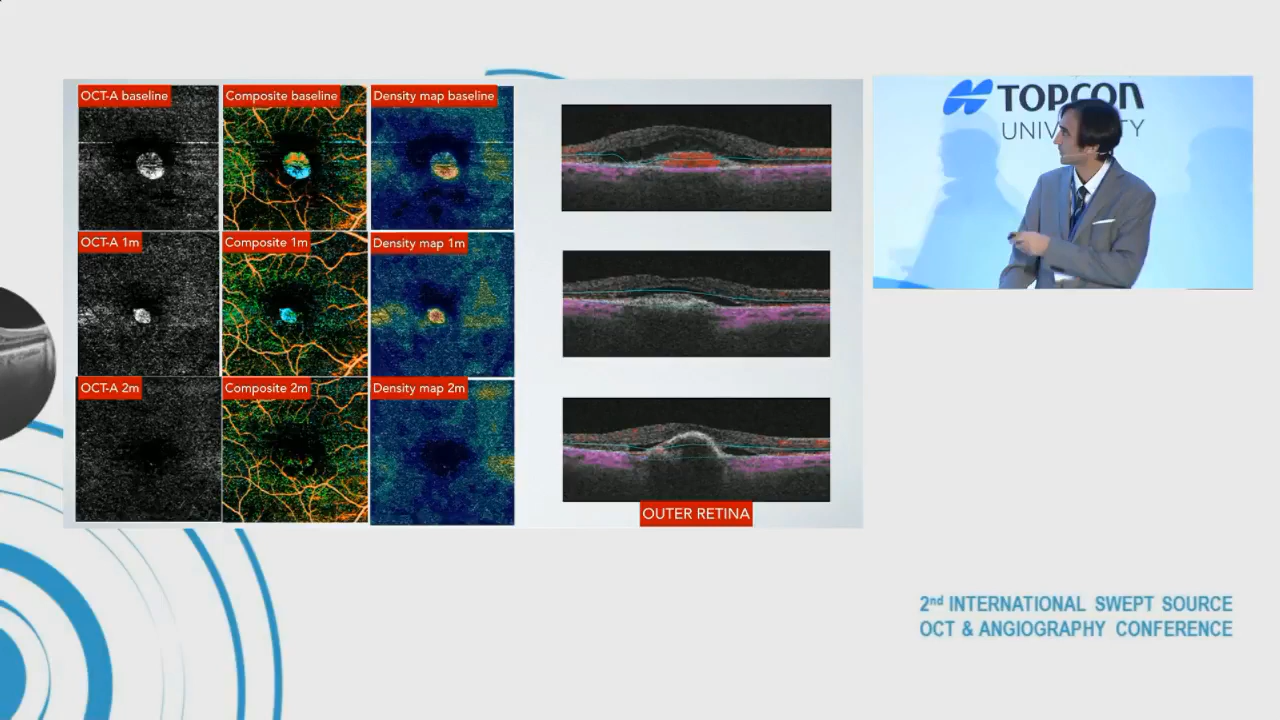 OCT-A baseline
Composite baseline
Density map baseline
OCT-A 1m
Composite 1m
Density map 1m
OCT-A 2m
Composite 2m
Density map 2m
OUTER RETINA
TOPCON
UNIVERSITY
2nd INTERNATIONAL SWEPT SOURCE
OCT & ANGIOGRAPHY CONFERENCE